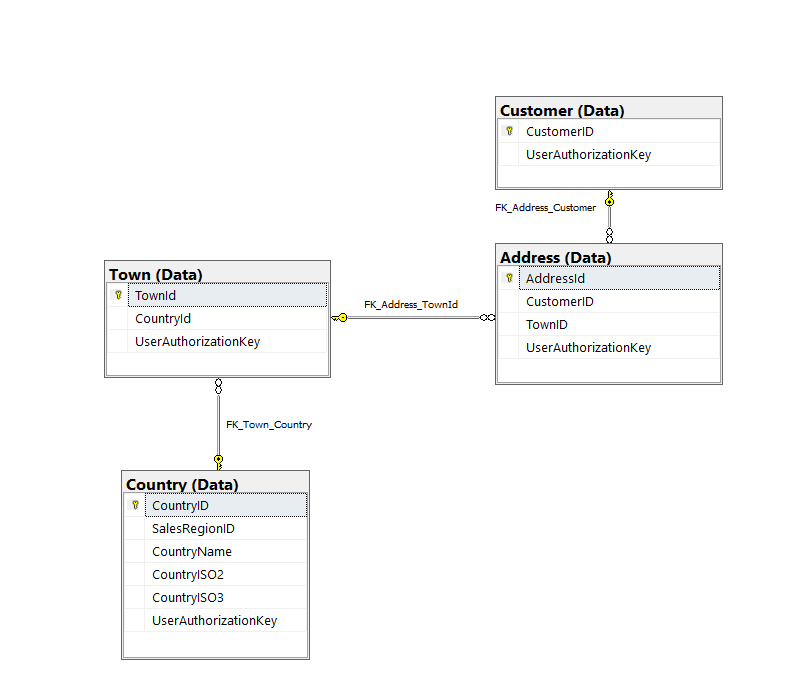 Customer (Data)
CustomerID
UserAuthorizationKey
FK_Address_Customer
Address (Data)
AddressId
CustomerID
TownID
UserAuthorizationKey
Town (Data)
TownId
CountryId
UserAuthorizationKey
FK_Address_TownId
FK_Town_Country
Country (Data)
CountryID
SalesRegionID
CountryName
CountryISO2
CountryISO3
UserAuthorizationKey